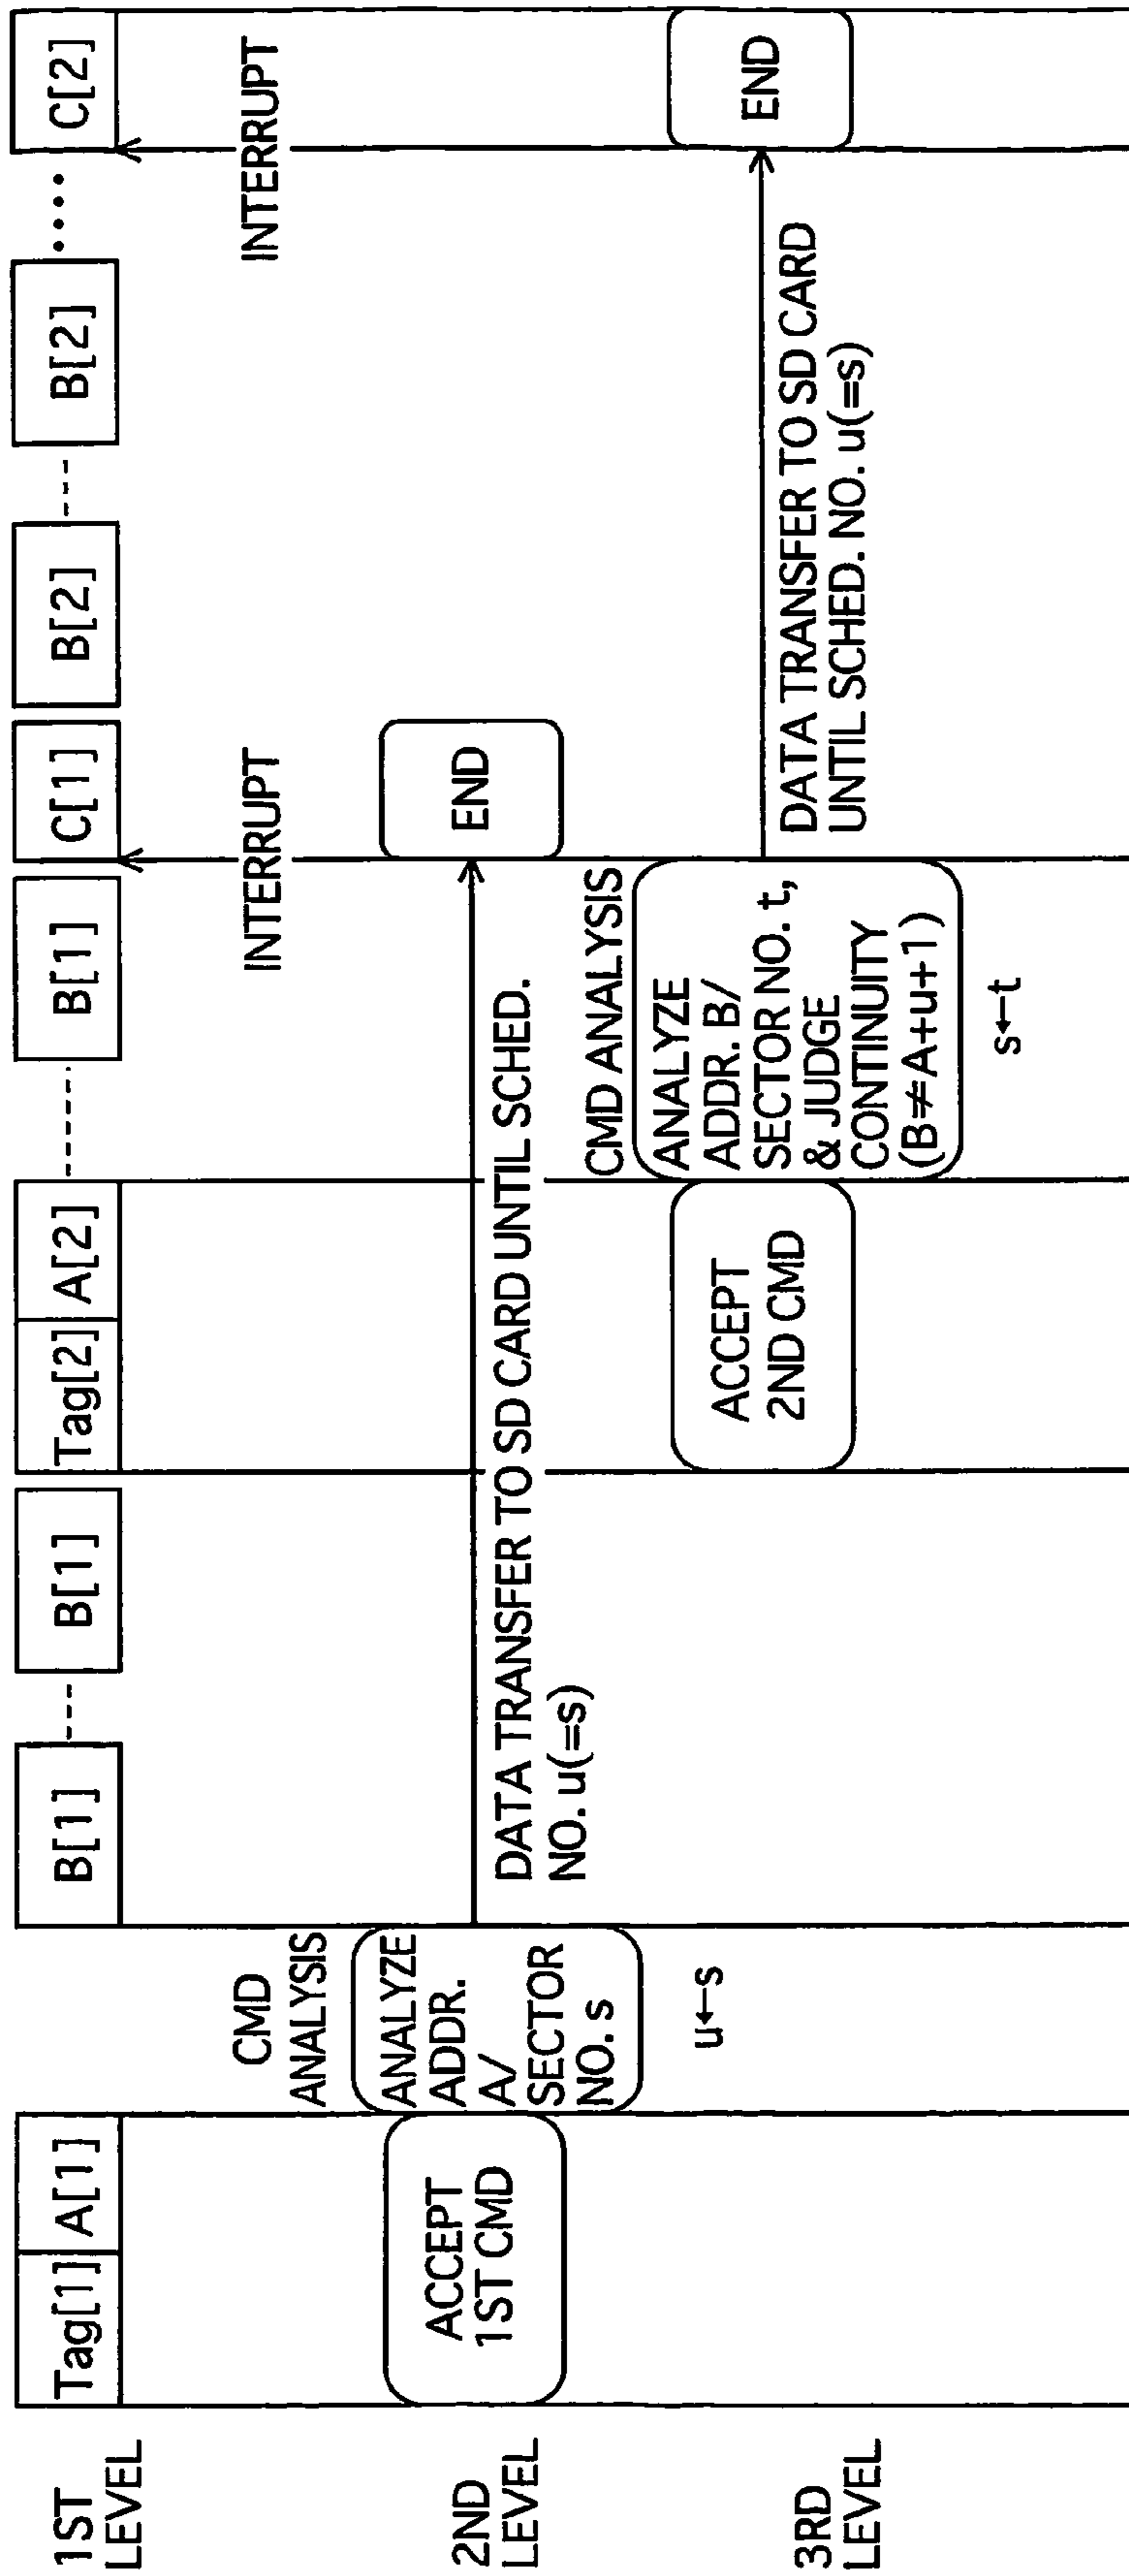 1ST
LEVEL
Tag[1]
A[1]
B[1]
---
B[1]
Tag[2]
A[2]
-----
B[1]
C[1]
B[2]
---
B[2]
....
C[2]
INTERRUPT
INTERRUPT
2ND
LEVEL
ACCEPT
1ST CMD
CMD
ANALYSIS
ANALYZE
ADDR.
A/
SECTOR
NO. s
u←s
DATA TRANSFER TO SD CARD UNTIL SCHED.
NO. u(=s)
END
3RD
LEVEL
ACCEPT
2ND CMD
CMD ANALYSIS
ANALYZE
ADDR. B/
SECTOR NO. t,
& JUDGE
CONTINUITY
(B≠A+u+1)
s←t
DATA TRANSFER TO SD CARD
UNTIL SCHED. NO. u(=s)
END